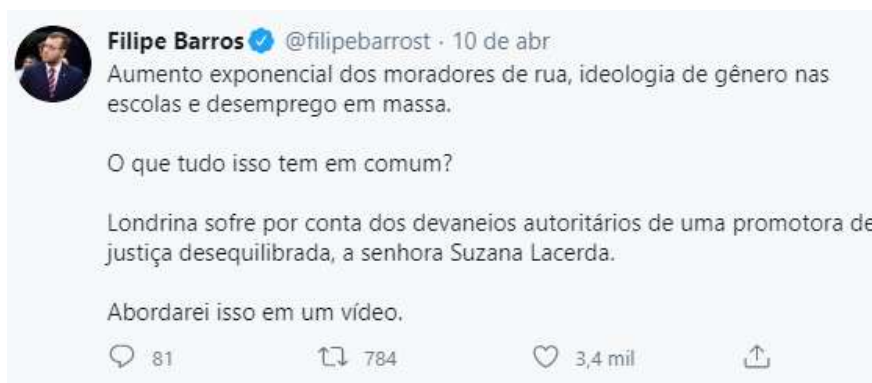 Filipe Barros @filipebarrost · 10 de abr
Aumento exponencial dos moradores de rua, ideologia de gênero nas
escolas e desemprego em massa.
O que tudo isso tem em comum?
Londrina sofre por conta dos devaneios autoritários de uma promotora de
justiça desequilibrada, a senhora Suzana Lacerda.
Abordarei isso em um vídeo.
81 784 3,4 mil